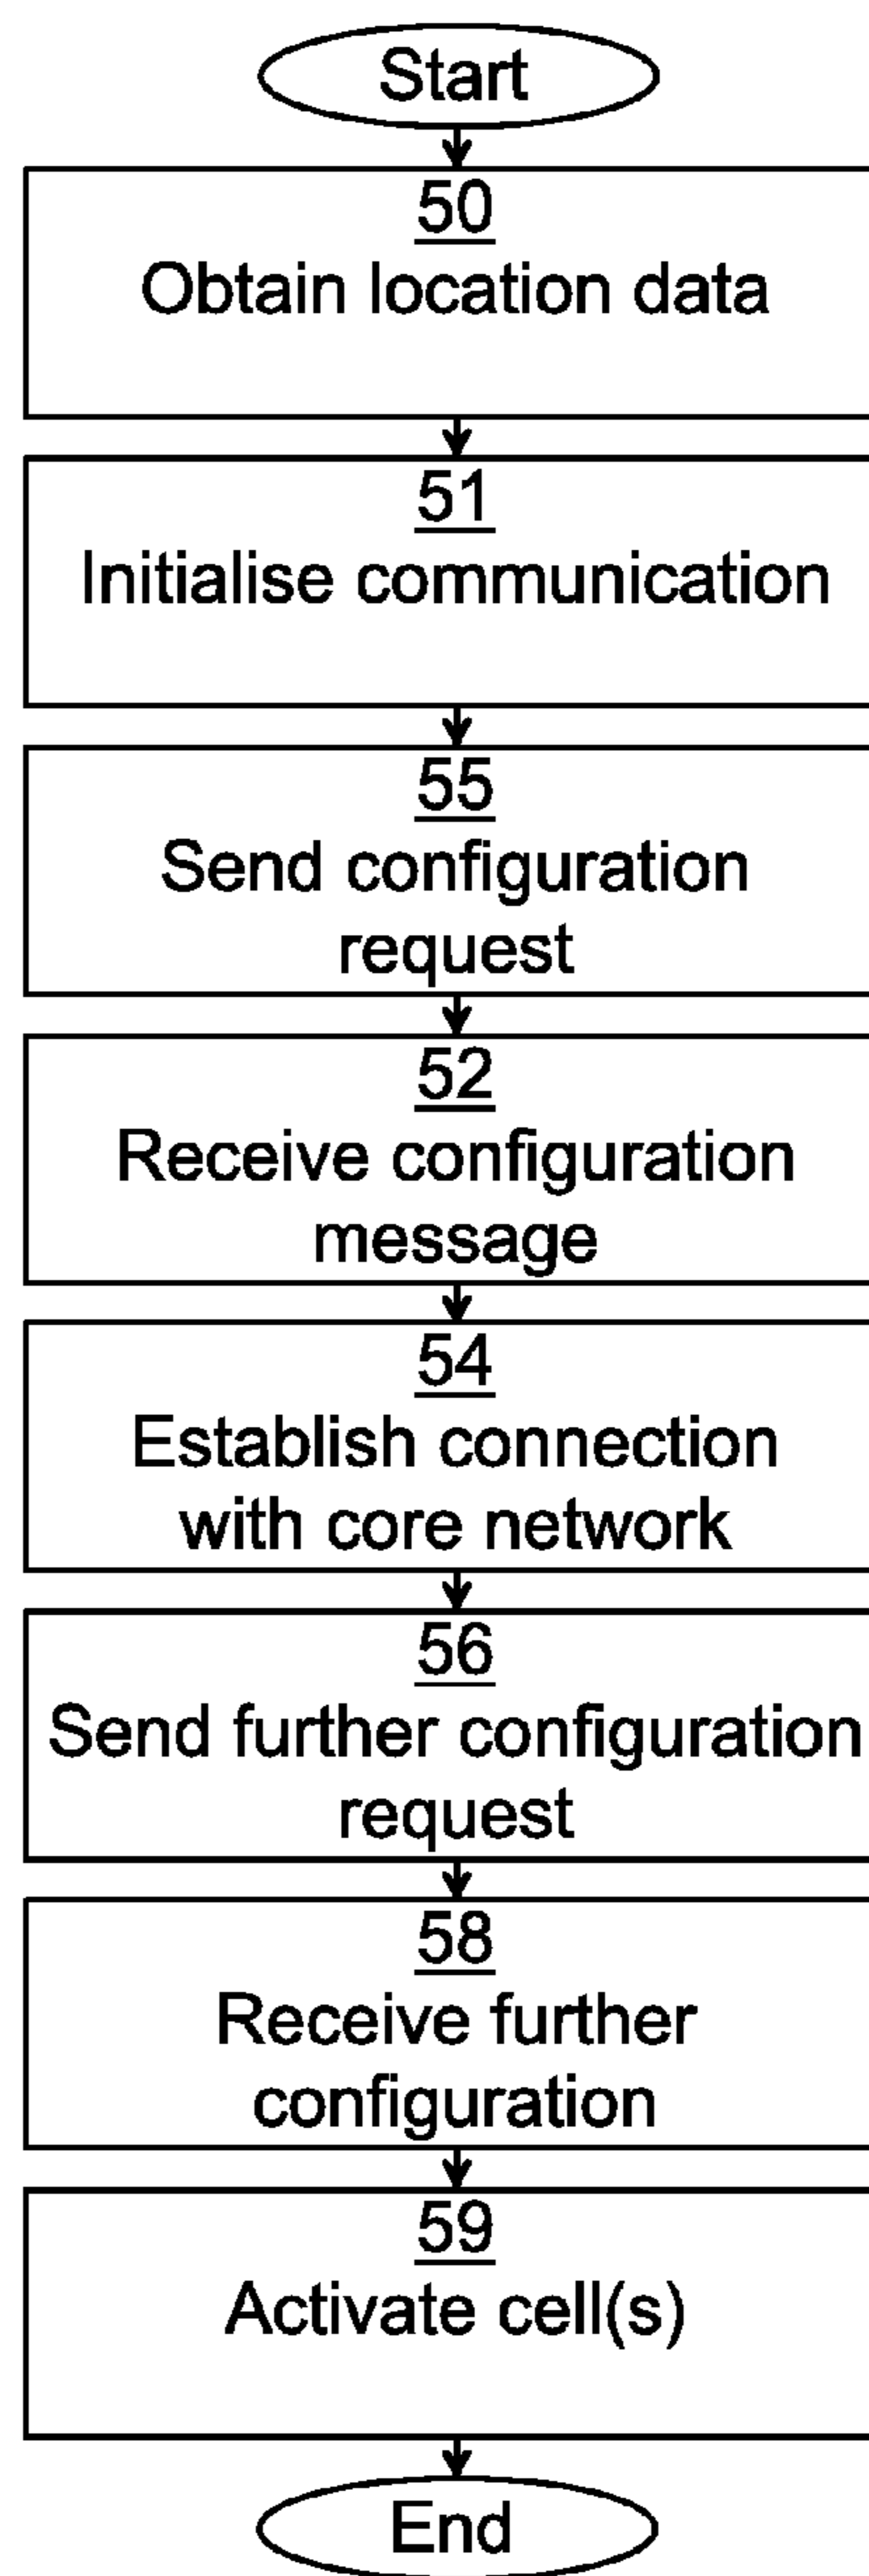 Start
50
Obtain location data
51
Initialise communication
55
Send configuration
request
52
Receive configuration
message
54
Establish connection
with core network
56
Send further configuration
request
58
Receive further
configuration
59
Activate cell(s)
End